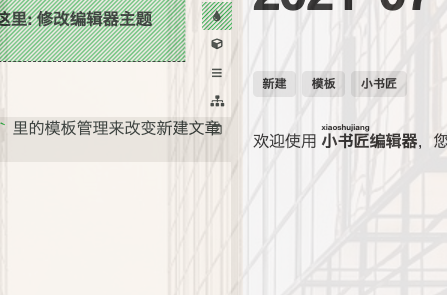 这里: 修改编辑器主题
里的模板管理来改变新建文章
新建 模板 小书匠
xiaoshujiang
欢迎使用 小书匠编辑器，您